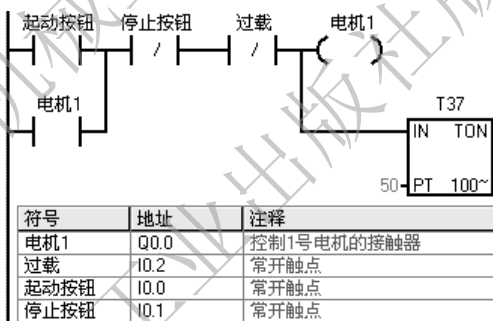 起动按钮 停止按钮 过载 电机1
电机1
T37
IN TON
50 PT 100~
符号 地址 注释
电机1 Q0.0 控制1号电机的接触器
过载 I0.2 常开触点
起动按钮 I0.0 常开触点
停止按钮 I0.1 常开触点